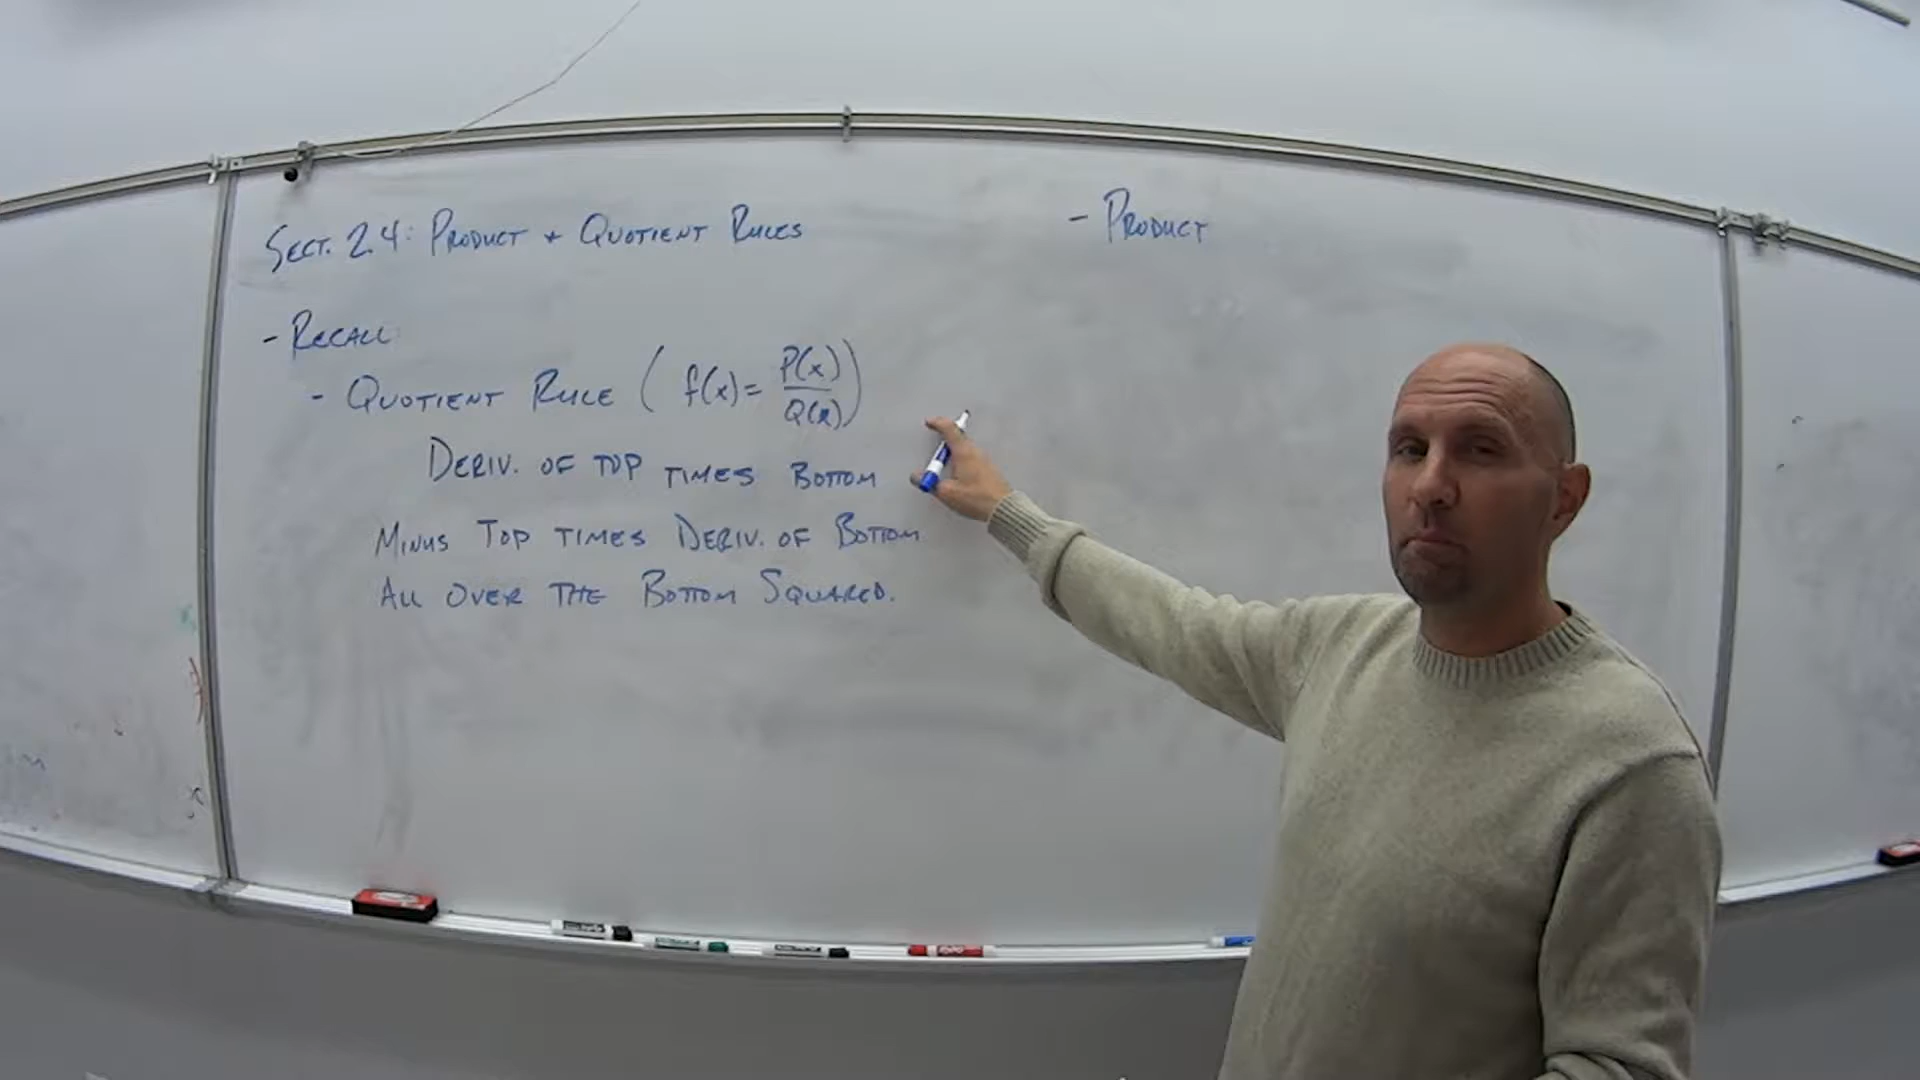 SECT. 2.4: PRODUCT + QUOTIENT RULES
- RECALL
- QUOTIENT RULE ( f(x) = P(x)/Q(x) )
DERIV. OF TOP TIMES BOTTOM
MINUS TOP TIMES DERIV. OF BOTTOM
ALL OVER THE BOTTOM SQUARED.
- PRODUCT